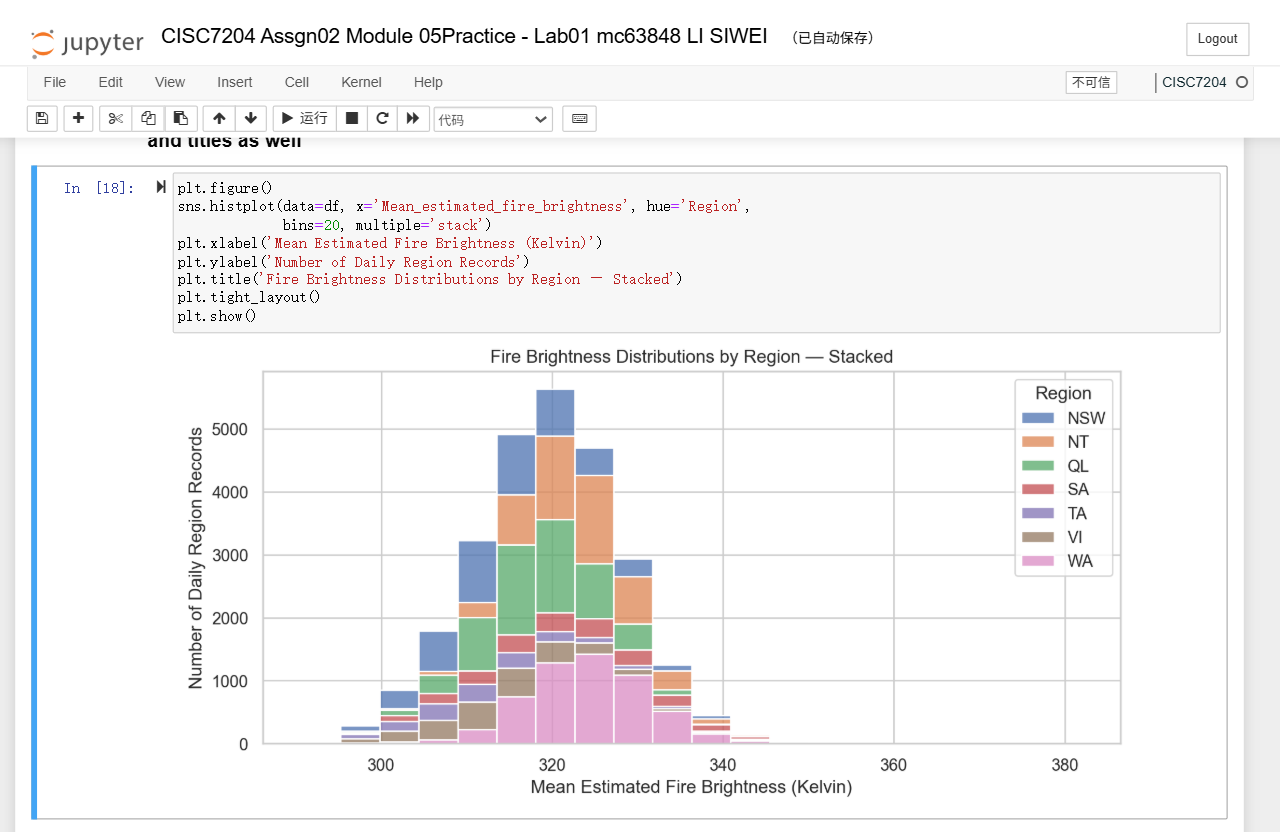 jupyter CISC7204 Assgn02 Module 05Practice - Lab01 mc63848 LI SIWEI (已自动保存) Logout
File Edit View Insert Cell Kernel Help 不可信 CISC7204
运行 代码
and titles as well
In [18]:
plt.figure()
sns.histplot(data=df, x='Mean_estimated_fire_brightness', hue='Region',
bins=20, multiple='stack')
plt.xlabel('Mean Estimated Fire Brightness (Kelvin)')
plt.ylabel('Number of Daily Region Records')
plt.title('Fire Brightness Distributions by Region — Stacked')
plt.tight_layout()
plt.show()
Fire Brightness Distributions by Region — Stacked
Number of Daily Region Records
5000
4000
3000
2000
1000
0
Region
NSW
NT
QL
SA
TA
VI
WA
300 320 340 360 380
Mean Estimated Fire Brightness (Kelvin)